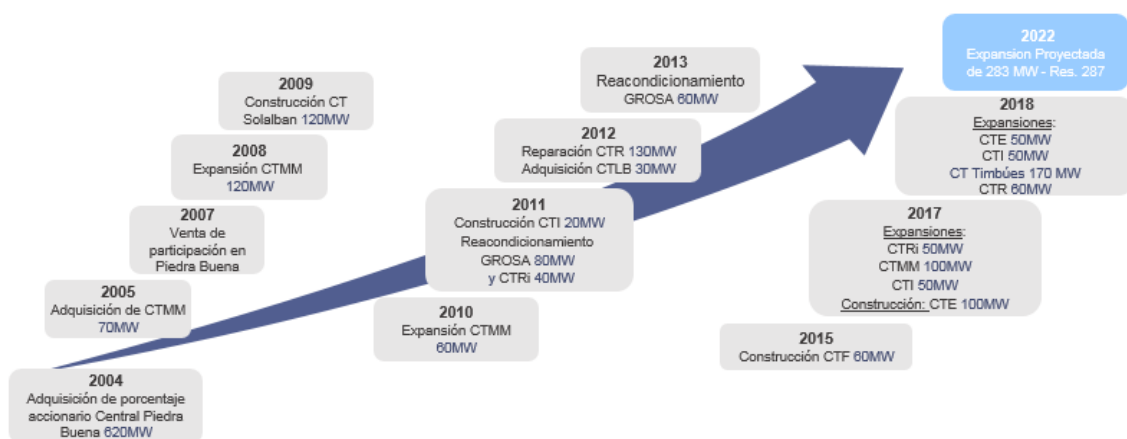 2004
Adquisición de porcentaje
accionario Central Piedra
Buena 620MW
2005
Adquisición de CTMM
70MW
2007
Venta de
participación en
Piedra Buena
2008
Expansión CTMM
120MW
2009
Construcción CT
Solalban 120MW
2010
Expansión CTMM
60MW
2011
Construcción CTI 20MW
Reacondicionamiento
GROSA 80MW
y CTRi 40MW
2012
Reparación CTR 130MW
Adquisición CTLB 30MW
2013
Reacondicionamiento
GROSA 60MW
2015
Construcción CTF 60MW
2017
Expansiones:
CTRi 50MW
CTMM 100MW
CTI 50MW
Construcción: CTE 100MW
2018
Expansiones:
CTE 50MW
CTI 50MW
CT Timbúes 170 MW
CTR 60MW
2022
Expansion Proyectada
de 283 MW - Res. 287